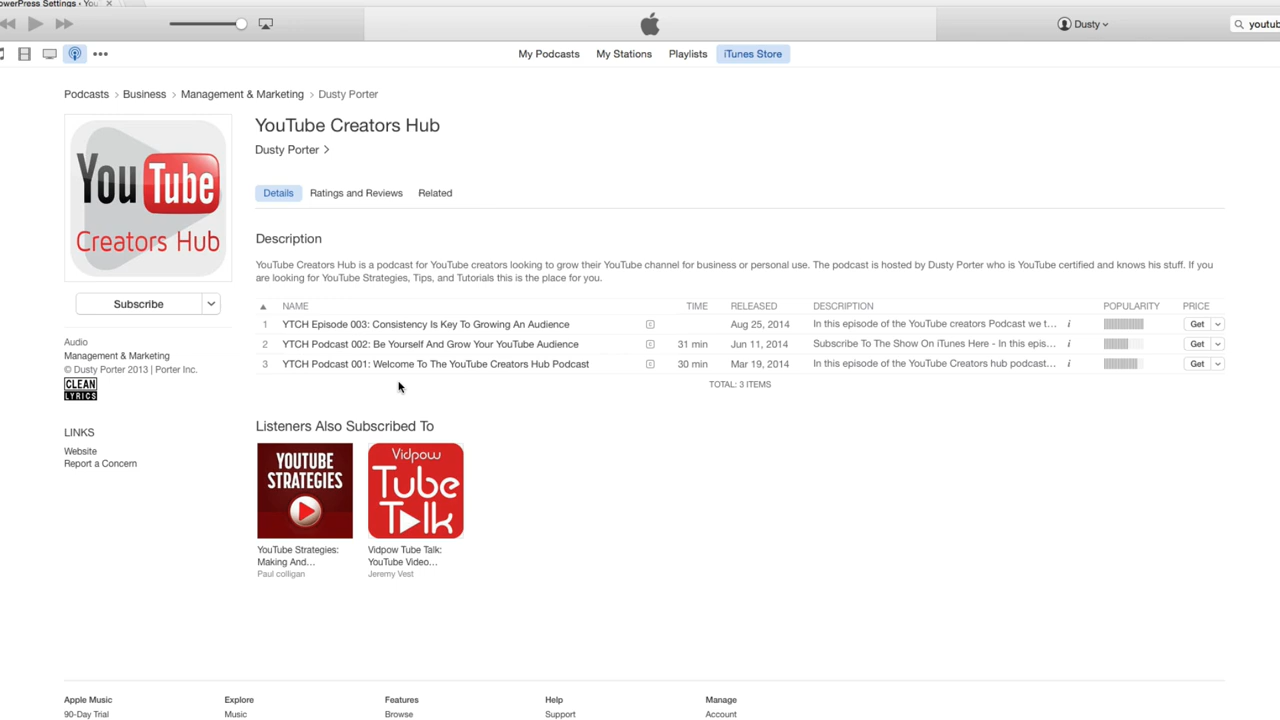 owerPress Settings ‹ You
Dusty
youtub
My Podcasts My Stations Playlists iTunes Store
Podcasts > Business > Management & Marketing > Dusty Porter
YouTube
Creators Hub
YouTube Creators Hub
Dusty Porter >
Details Ratings and Reviews Related
Description
YouTube Creators Hub is a podcast for YouTube creators looking to grow their YouTube channel for business or personal use. The podcast is hosted by Dusty Porter who is YouTube certified and knows his stuff. If you
are looking for YouTube Strategies, Tips, and Tutorials this is the place for you.
Subscribe
NAME TIME RELEASED DESCRIPTION POPULARITY PRICE
1 YTCH Episode 003: Consistency Is Key To Growing An Audience Aug 25, 2014 In this episode of the YouTube creators Podcast we t... i Get
2 YTCH Podcast 002: Be Yourself And Grow Your YouTube Audience 31 min Jun 11, 2014 Subscribe To The Show On iTunes Here - In this epis... i Get
3 YTCH Podcast 001: Welcome To The YouTube Creators Hub Podcast 30 min Mar 19, 2014 In this episode of the YouTube Creators hub podcast... i Get
TOTAL: 3 ITEMS
Audio
Management & Marketing
© Dusty Porter 2013 | Porter Inc.
CLEAN
LYRICS
LINKS
Website
Report a Concern
Listeners Also Subscribed To
YOUTUBE
STRATEGIES
Vidpow
Tube
Talk
YouTube Strategies:
Making And...
Paul colligan
Vidpow Tube Talk:
YouTube Video...
Jeremy Vest
Apple Music Explore Features Help Manage
90-Day Trial Music Browse Support Account